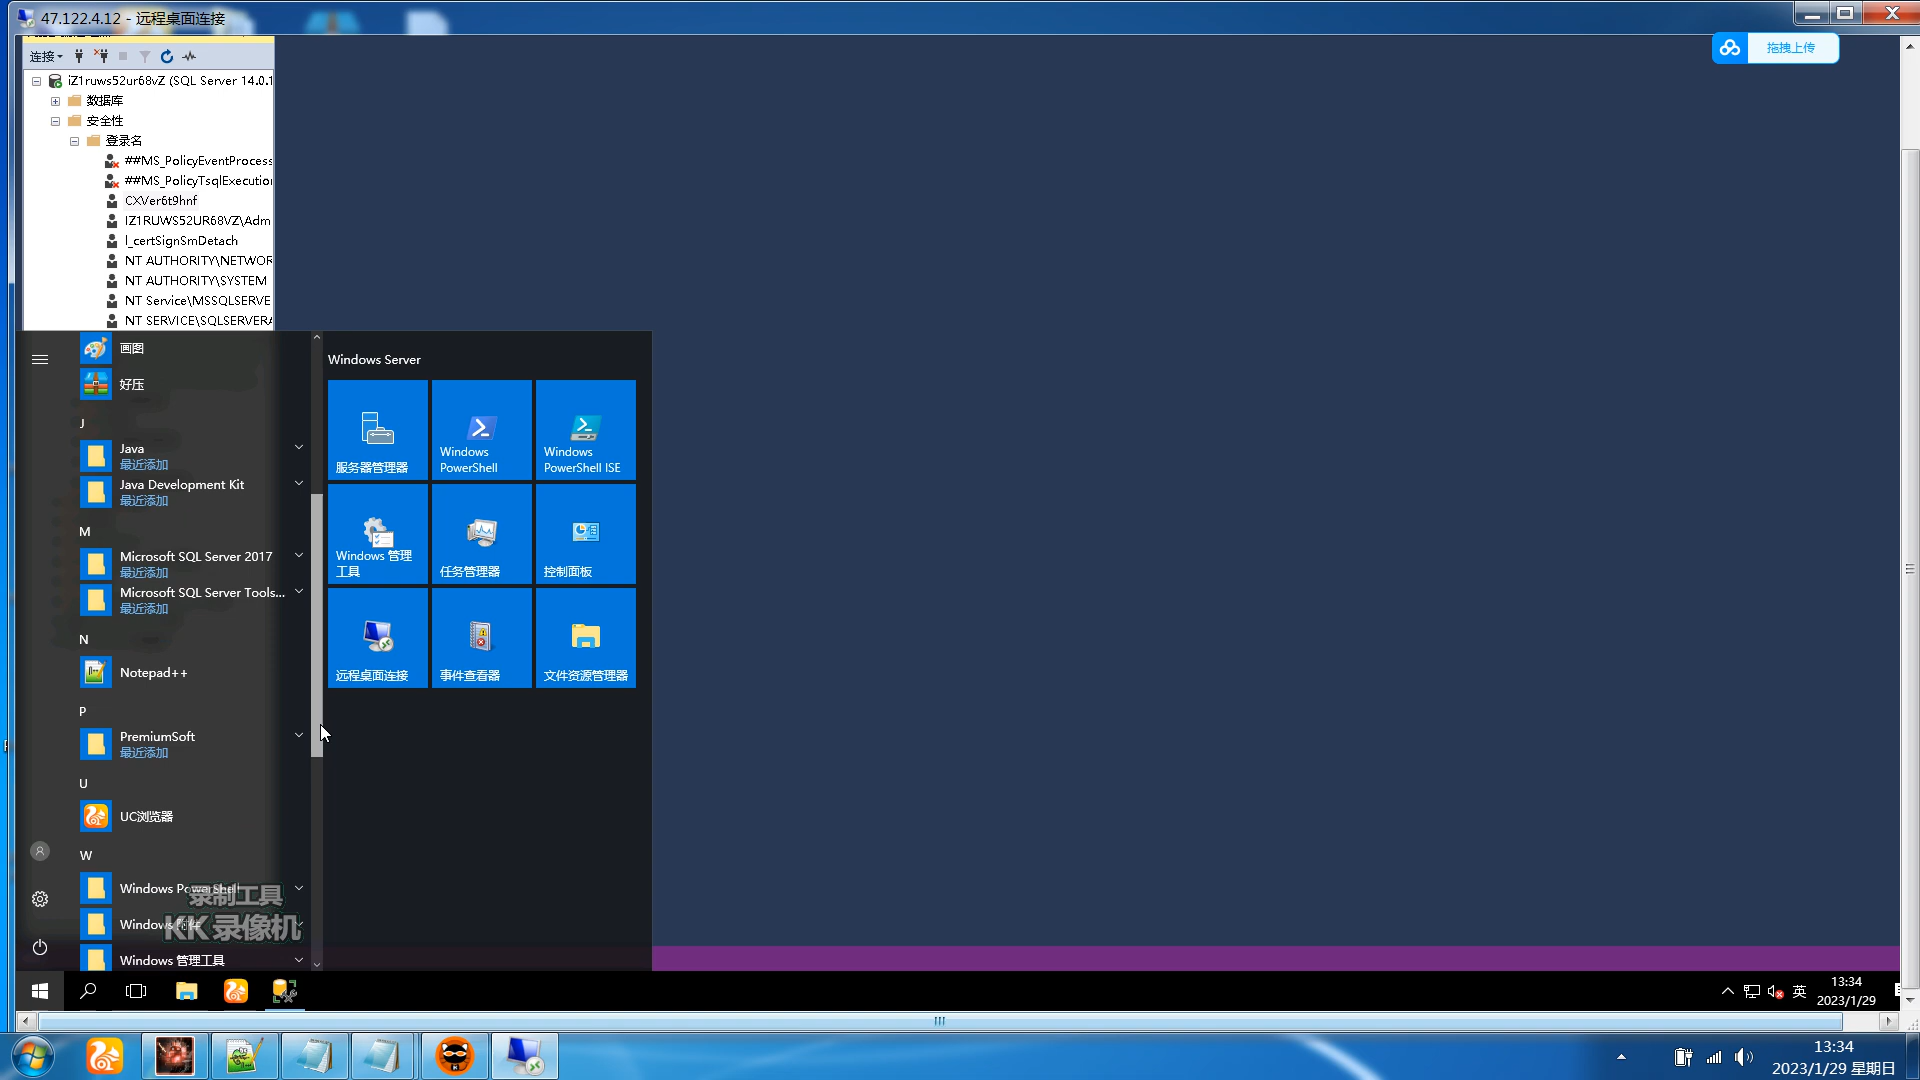 47.122.4.12 - 远程桌面连接
拖拽上传
连接
iZ1ruws52ur68vZ (SQL Server 14.0.1
数据库
安全性
登录名
##MS_PolicyEventProcess
##MS_PolicyTsqlExecution
CXVer6t9hnf
IZ1RUWS52UR68VZ\Adm
l_certSignSmDetach
NT AUTHORITY\NETWOR
NT AUTHORITY\SYSTEM
NT Service\MSSQLSERVE
NT SERVICE\SQLSERVERA
画图
好压
J
Java
最近添加
Java Development Kit
最近添加
M
Microsoft SQL Server 2017
最近添加
Microsoft SQL Server Tools...
最近添加
N
Notepad++
P
PremiumSoft
最近添加
U
UC浏览器
W
Windows PowerShell
Windows 附件
Windows 管理工具
录制工具
KK 录像机
Windows Server
服务器管理器
Windows PowerShell
Windows PowerShell ISE
Windows 管理工具
任务管理器
控制面板
远程桌面连接
事件查看器
文件资源管理器
英
13:34
2023/1/29
13:34
2023/1/29 星期日